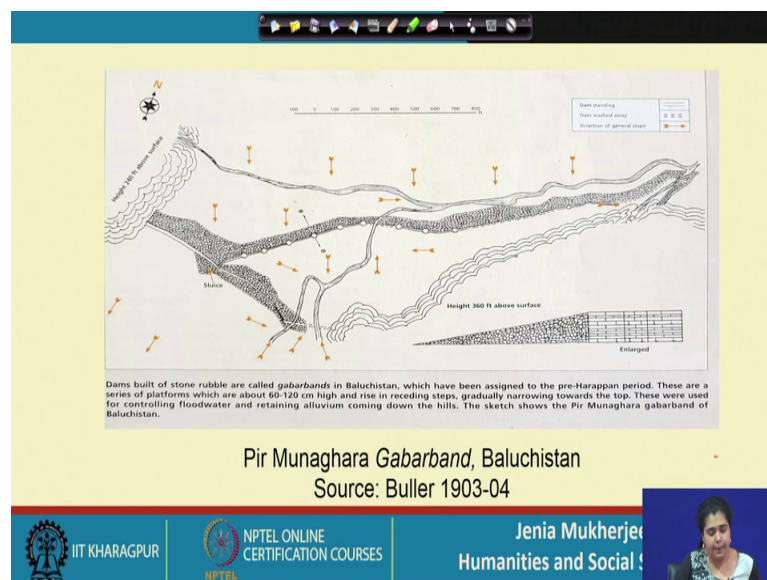 N
100 0 100 200 300 400 500 600 700 800
ft
Dam standing
Dam washed away
Direction of general slope
Height 240 ft above surface
B
B
Sluice
Height 360 ft above surface
Enlarged
Dams built of stone rubble are called gabarbands in Baluchistan, which have been assigned to the pre-Harappan period. These are a
series of platforms which are about 60-120 cm high and rise in receding steps, gradually narrowing towards the top. These were used
for controlling floodwater and retaining alluvium coming down the hills. The sketch shows the Pir Munaghara gabarband of
Baluchistan.
Pir Munaghara Gabarband, Baluchistan
Source: Buller 1903-04
IIT KHARAGPUR
NPTEL
NPTEL ONLINE
CERTIFICATION COURSES
Jenia Mukherjee
Humanities and Social S